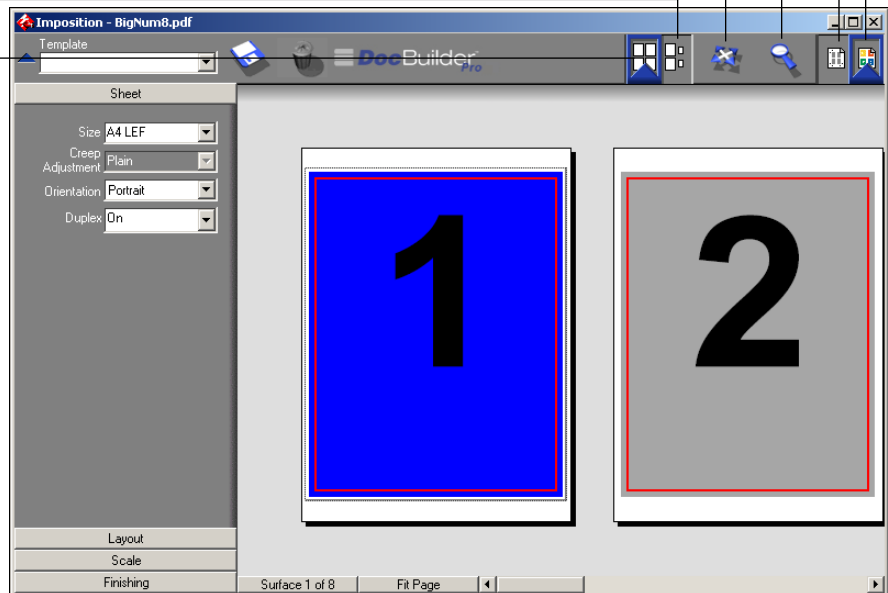 Imposition - BigNum8.pdf
Template
DocBuilder Pro
Sheet
Size A4 LEF
Creep
Adjustment Plain
Orientation Portrait
Duplex On
1
2
Layout
Scale
Finishing
Surface 1 of 8 Fit Page